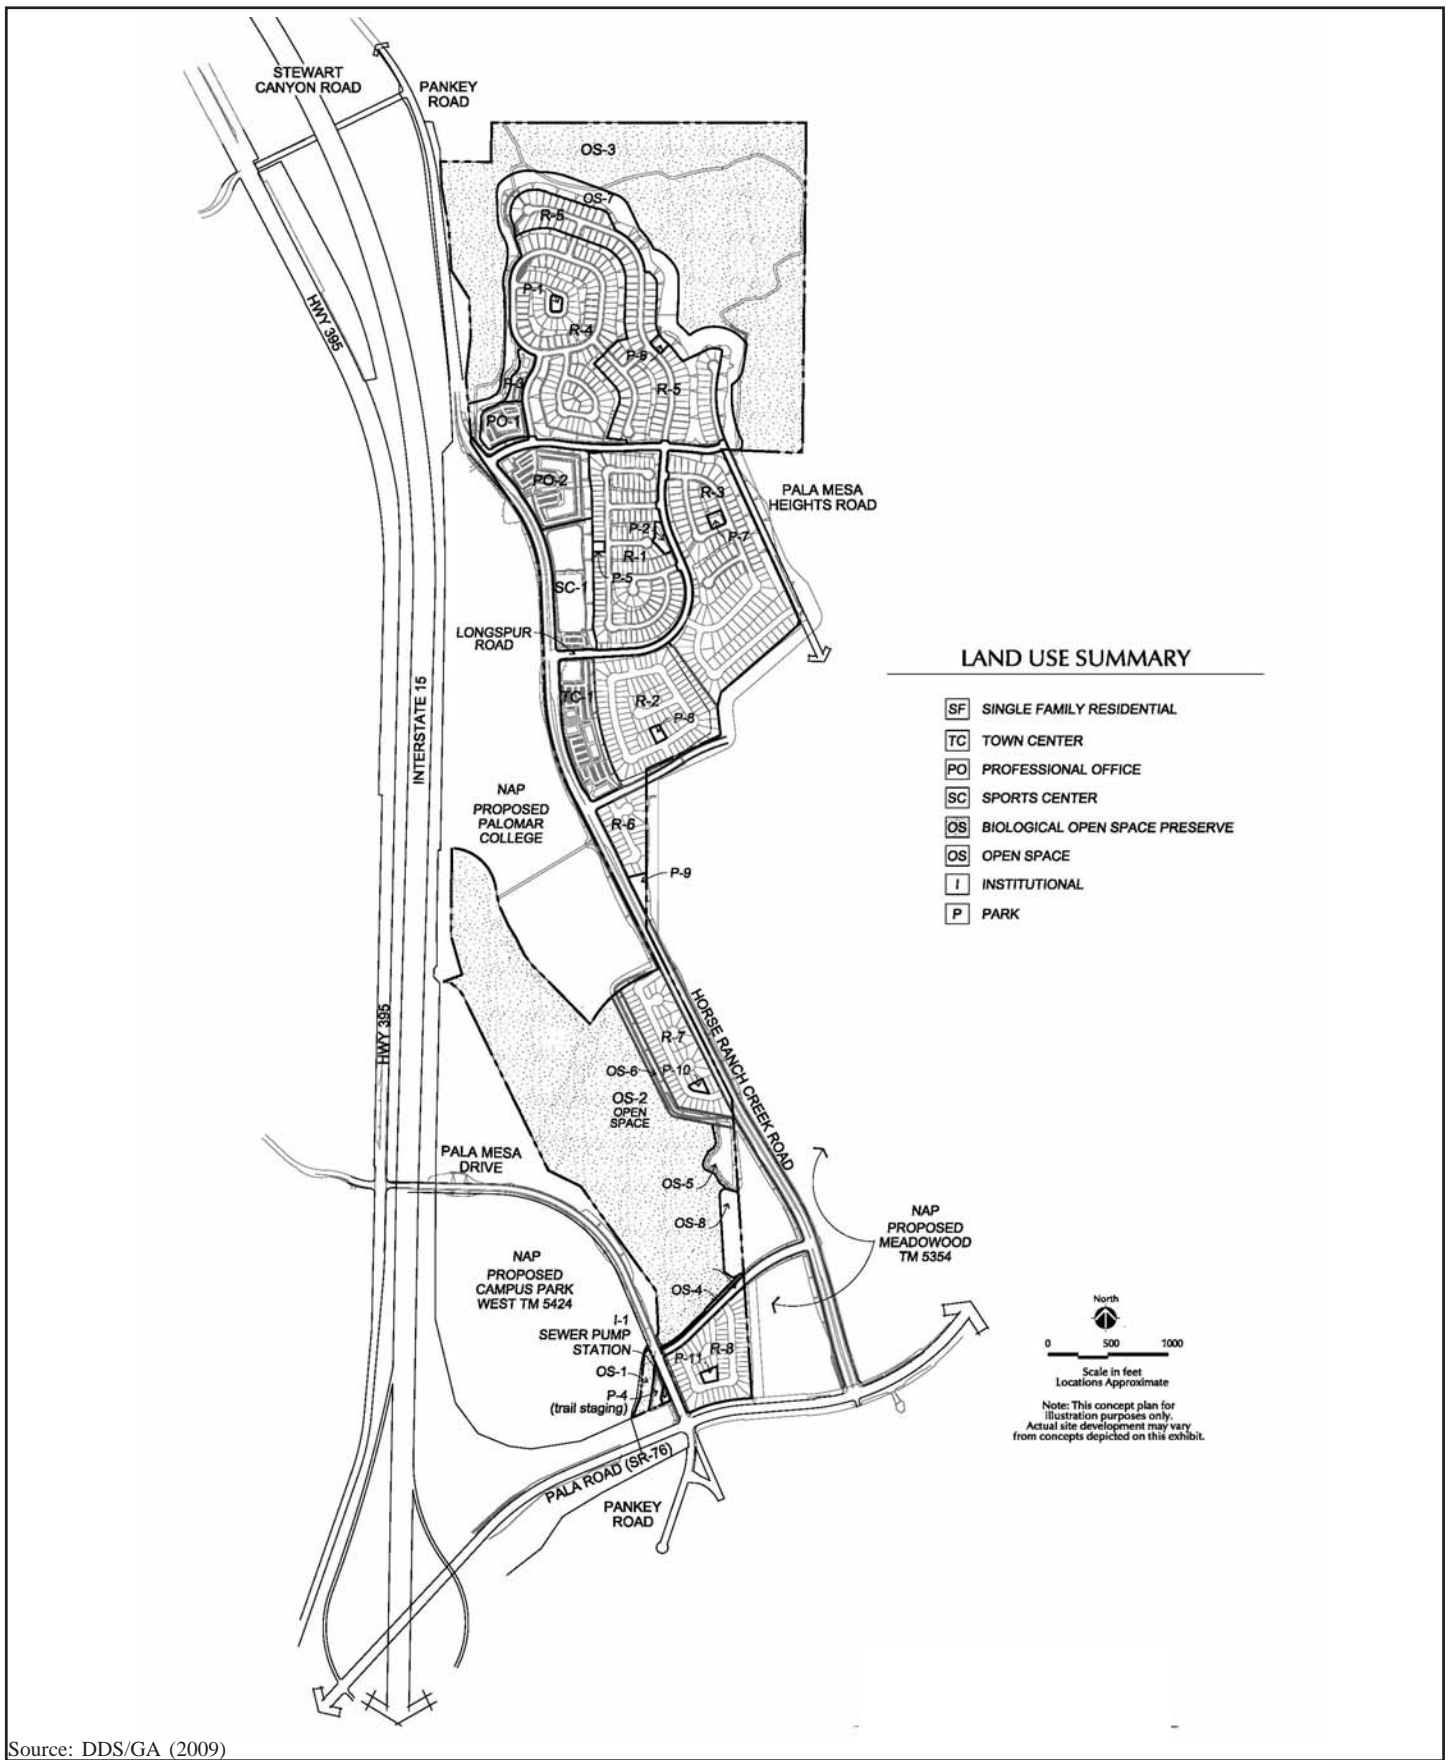 STEWART
CANYON ROAD
PANKEY
ROAD
OS-3
OS-7
R-5
P-1
R-4
HWY 395
P-6
P-3
R-5
PO-1
PO-2
R-3
PALA MESA
HEIGHTS ROAD
P-2
P-7
R-1
P-5
SC-1
LONGSPUR
ROAD
TC-1
R-2
P-8
INTERSTATE 15
LAND USE SUMMARY
SF SINGLE FAMILY RESIDENTIAL
TC TOWN CENTER
PO PROFESSIONAL OFFICE
SC SPORTS CENTER
OS BIOLOGICAL OPEN SPACE PRESERVE
OS OPEN SPACE
I INSTITUTIONAL
P PARK
NAP
PROPOSED
PALOMAR
COLLEGE
R-6
P-9
HWY 395
HORSE RANCH CREEK ROAD
R-7
OS-6
P-10
OS-2
OPEN
SPACE
PALA MESA
DRIVE
OS-5
OS-8
NAP
PROPOSED
MEADOWOOD
TM 5354
NAP
PROPOSED
CAMPUS PARK
WEST TM 5424
OS-4
I-1
SEWER PUMP
STATION
P-11
R-8
OS-1
P-4
(trail staging)
PALA ROAD (SR-76)
PANKEY
ROAD
North
0 500 1000
Scale in feet
Locations Approximate
Note: This concept plan for
illustration purposes only.
Actual site development may vary
from concepts depicted on this exhibit.
Source: DDS/GA (2009)